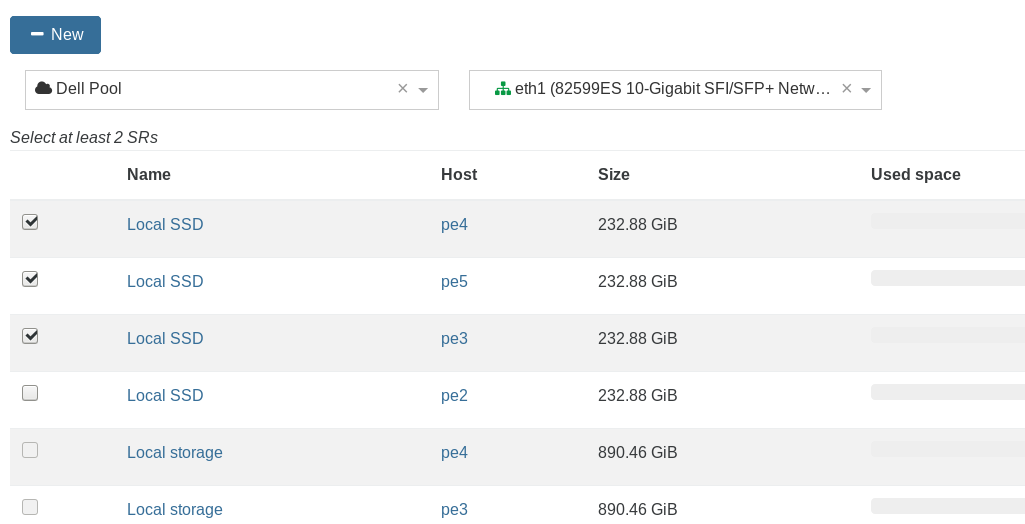 New
Dell Pool × eth1 (82599ES 10-Gigabit SFI/SFP+ Netw… ×
Select at least 2 SRs
Name Host Size Used space
Local SSD pe4 232.88 GiB
Local SSD pe5 232.88 GiB
Local SSD pe3 232.88 GiB
Local SSD pe2 232.88 GiB
Local storage pe4 890.46 GiB
Local storage pe3 890.46 GiB